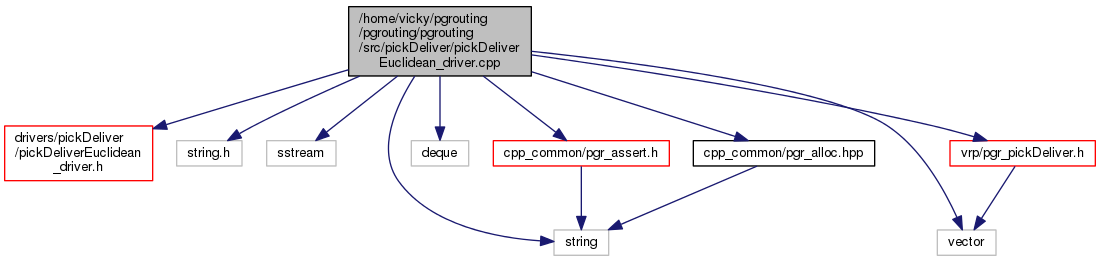 /home/vicky/pgrouting
/pgrouting/pgrouting
/src/pickDeliver/pickDeliver
Euclidean_driver.cpp
drivers/pickDeliver
/pickDeliverEuclidean
_driver.h
string.h
sstream
deque
cpp_common/pgr_assert.h
cpp_common/pgr_alloc.hpp
vrp/pgr_pickDeliver.h
string
vector